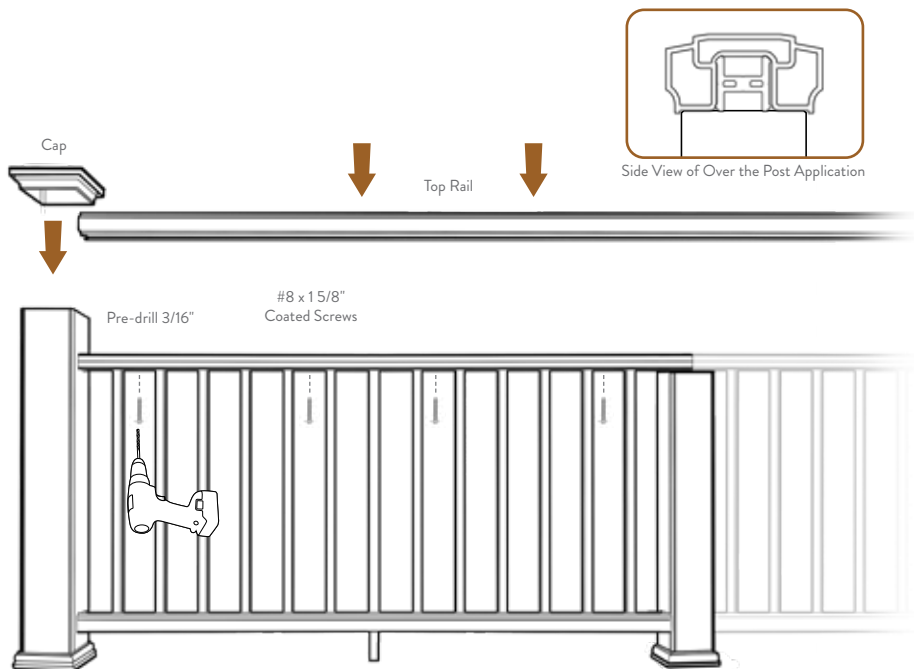 Cap
Top Rail
Side View of Over the Post Application
Pre-drill 3/16"
#8 x 1 5/8"
Coated Screws